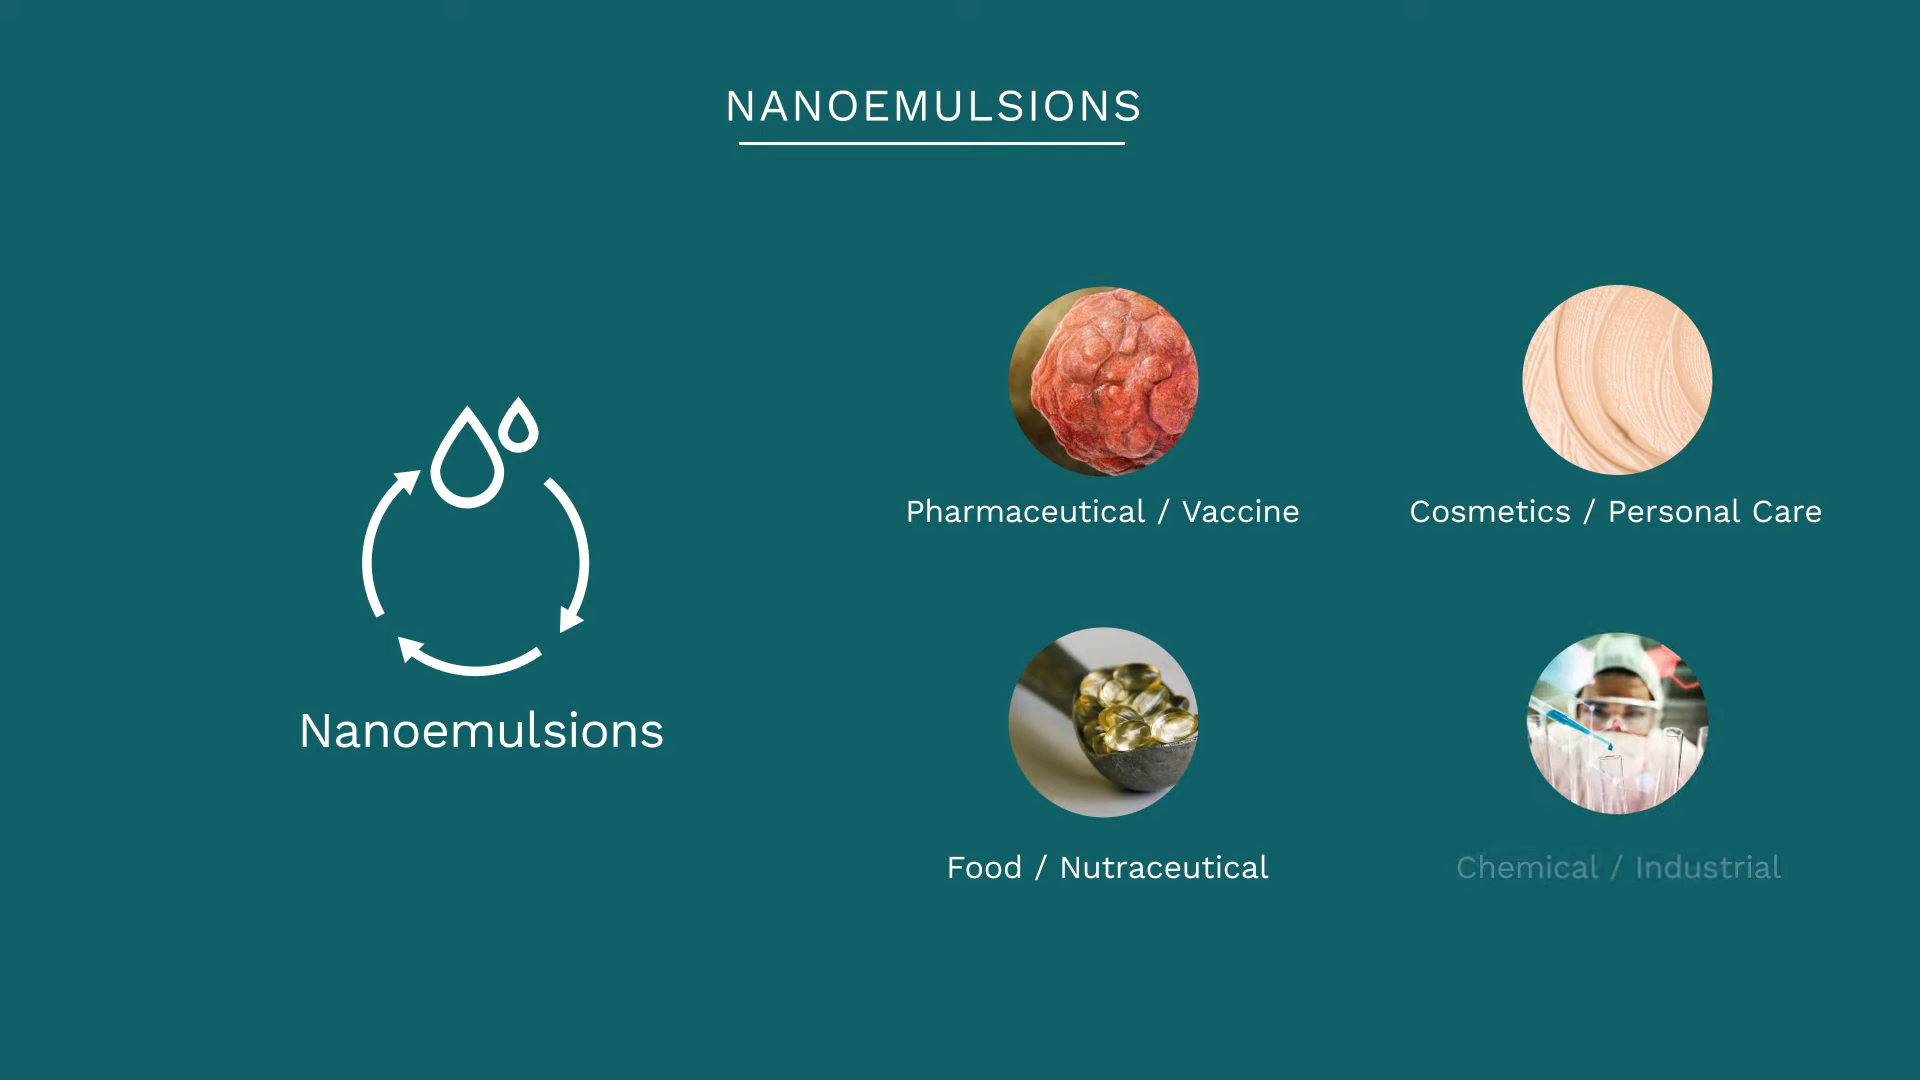 NANOEMULSIONS
Pharmaceutical / Vaccine
Cosmetics / Personal Care
Nanoemulsions
Food / Nutraceutical
Chemical / Industrial